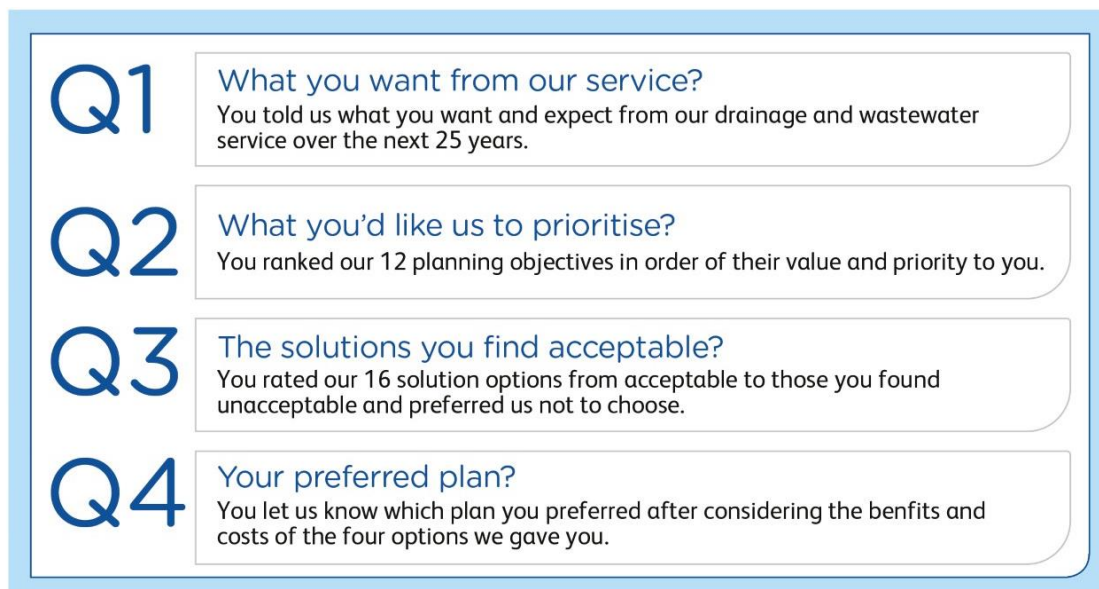 Q1
What you want from our service?
You told us what you want and expect from our drainage and wastewater
service over the next 25 years.
Q2
What you’d like us to prioritise?
You ranked our 12 planning objectives in order of their value and priority to you.
Q3
The solutions you find acceptable?
You rated our 16 solution options from acceptable to those you found
unacceptable and preferred us not to choose.
Q4
Your preferred plan?
You let us know which plan you preferred after considering the benfits and
costs of the four options we gave you.